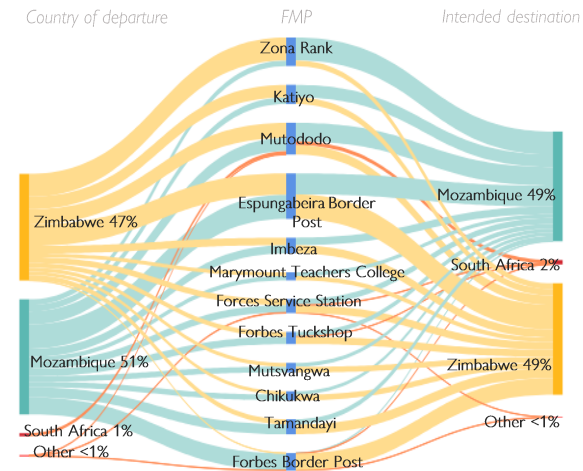 Country of departure
FMP
Intended destination
Zona Rank
Katiyo
Mutododo
Mozambique 49%
Espungabeira Border
Post
Zimbabwe 47%
Imbeza
South Africa 2%
Marymount Teachers College
Forces Service Station
Forbes Tuckshop
Mozambique 51%
Zimbabwe 49%
Mutsvangwa
Chikukwa
Tamandayi
Other <1%
South Africa 1%
Other <1%
Forbes Border Post